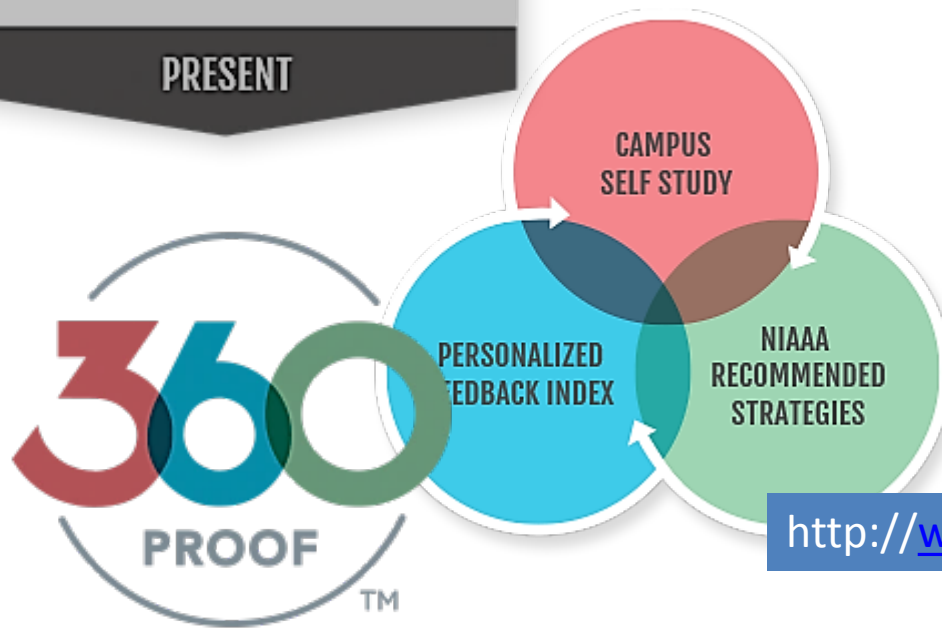 PRESENT
CAMPUS
SELF STUDY
PERSONALIZED
EDBACK INDEX
NIAAA
RECOMMENDED
STRATEGIES
360
PROOF
TM
http://w